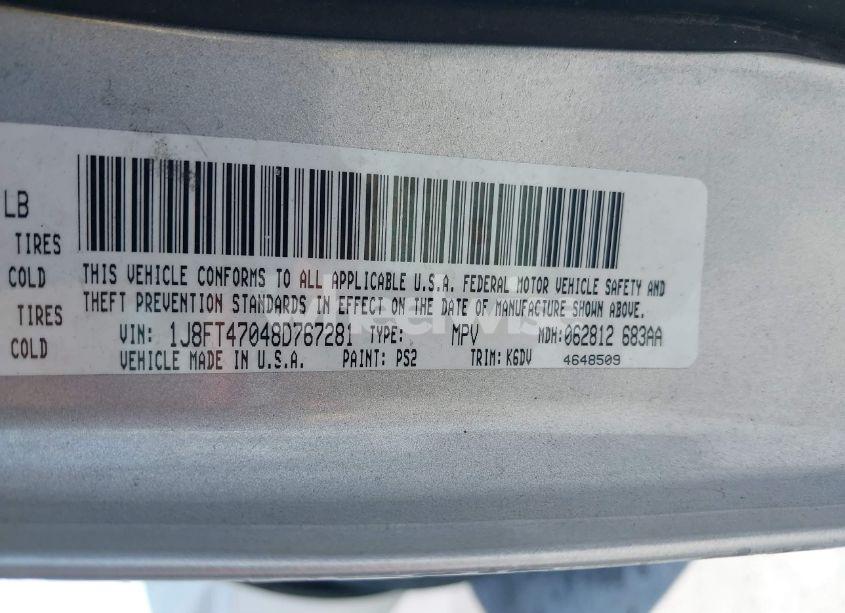 LB
TIRES
COLD
TIRES
COLD
THIS VEHICLE CONFORMS TO ALL APPLICABLE U.S.A. FEDERAL MOTOR VEHICLE SAFETY AND
THEFT PREVENTION STANDARDS IN EFFECT ON THE DATE OF MANUFACTURE SHOWN ABOVE.
VIN: 1J8FT47048D767281 TYPE: MPV MDH: 062812 683AA
VEHICLE MADE IN U.S.A. PAINT: PS2 TRIM: K6DV 4648509